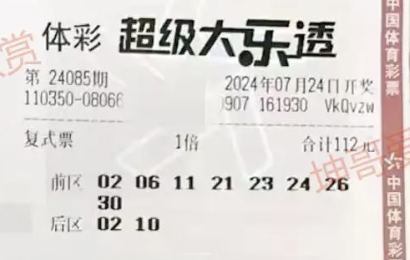 体彩 超级大乐透
第 24085期 2024年07月24日开奖
110350-08066 0907 161930 VkQvzw
复式票 1倍 合计112元
前区 02 06 11 21 23 24 26
30
后区 02 10
中国体育彩票
中国体育彩
赏
坤哥